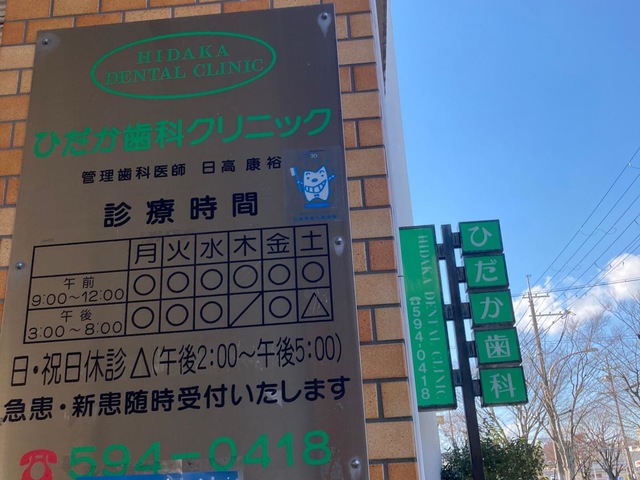 HIDAKA
DENTAL CLINIC
ひだか歯科クリニック
管理歯科医師 日高 康裕
診療時間
月 火 水 木 金 土
午前 9:00～12:00 ○ ○ ○ ○ ○ ○
午後 3:00～8:00 ○ ○ ○ / ○ △
日・祝日休診 △(午後2:00～午後5:00)
急患・新患随時受付いたします
☎594-0418
HIDAKA DENTAL CLINIC
☎594-0418
ひだか歯科